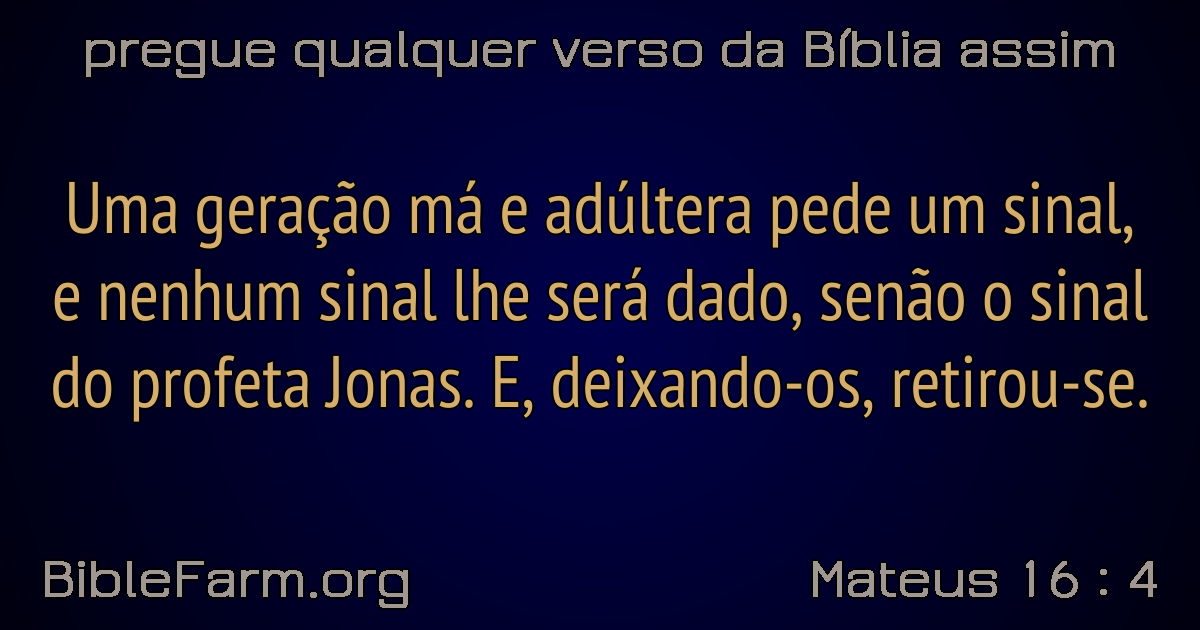 pregue qualquer verso da Bíblia assim
Uma geração má e adúltera pede um sinal,
e nenhum sinal lhe será dado, senão o sinal
do profeta Jonas. E, deixando-os, retirou-se.
BibleFarm.org
Mateus 16 : 4